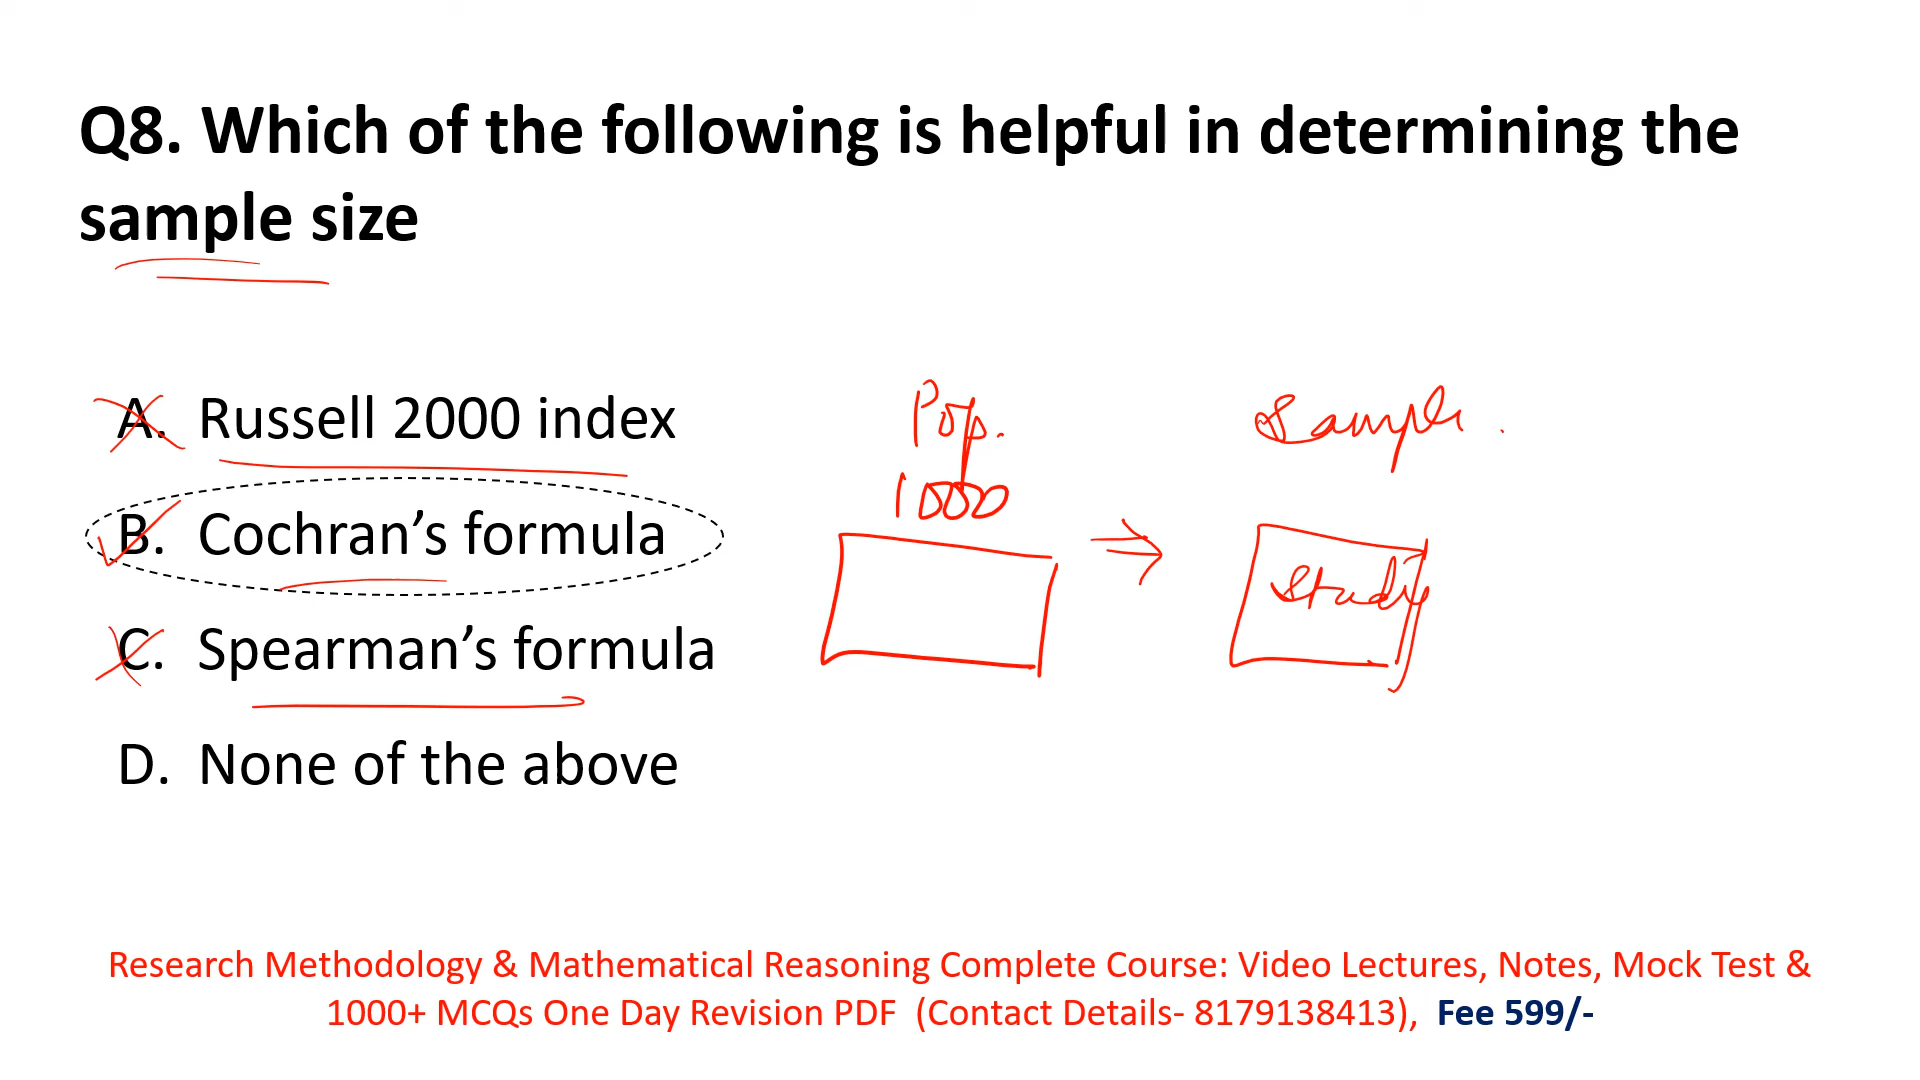 Q8. Which of the following is helpful in determining the
sample size
A. Russell 2000 index
B. Cochran's formula
C. Spearman's formula
D. None of the above
Pop.
1000
Sample.
Study
Research Methodology & Mathematical Reasoning Complete Course: Video Lectures, Notes, Mock Test &
1000+ MCQs One Day Revision PDF (Contact Details- 8179138413), Fee 599/-